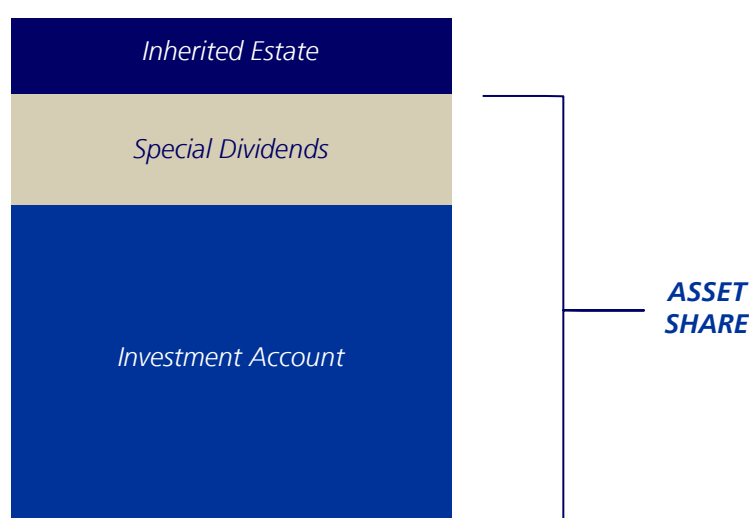 Inherited Estate
Special Dividends
Investment Account
ASSET
SHARE